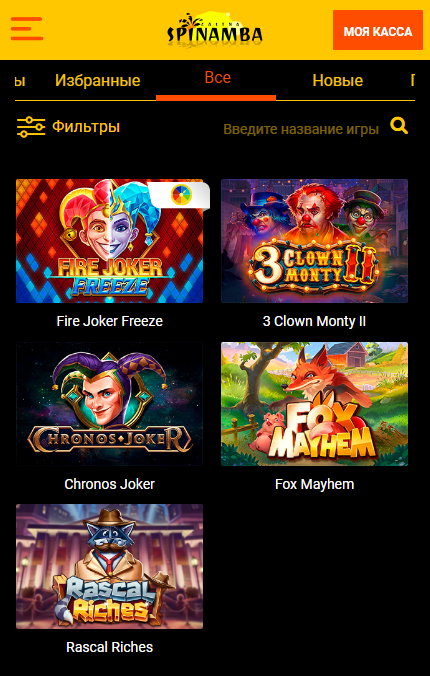 CASINO
SPINAMBA
МОЯ КАССА
ы Избранные Все Новые
Фильтры
Введите название игры
FIRE JOKER
FREEZE
3 CLOWN
MONTY II
Fire Joker Freeze
3 Clown Monty II
CHRONOS JOKER
FOX
MAYHEM
Chronos Joker
Fox Mayhem
RASCAL
RICHES
Rascal Riches